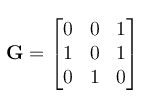 G = [0 0 1
1 0 1
0 1 0]